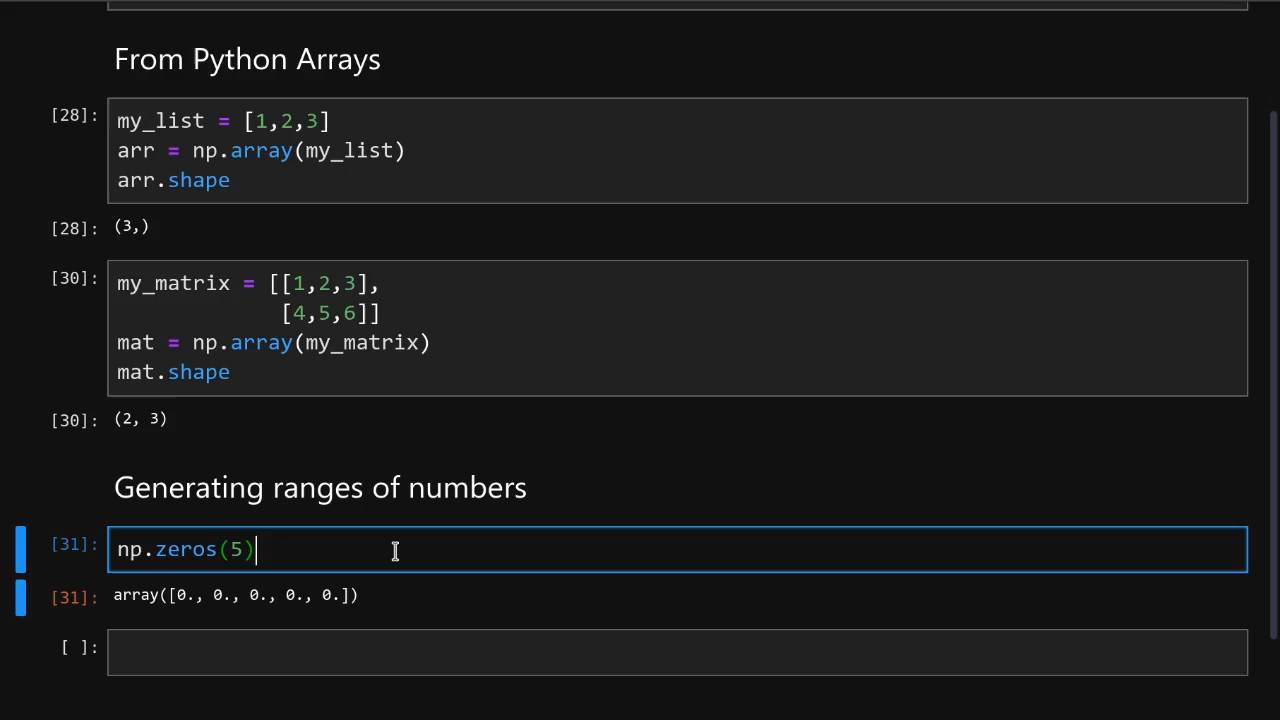 From Python Arrays
[28]:
my_list = [1,2,3]
arr = np.array(my_list)
arr.shape
[28]: (3,)
[30]:
my_matrix = [[1,2,3],
             [4,5,6]]
mat = np.array(my_matrix)
mat.shape
[30]: (2, 3)
Generating ranges of numbers
[31]: np.zeros(5)
[31]: array([0., 0., 0., 0., 0.])
[ ]: